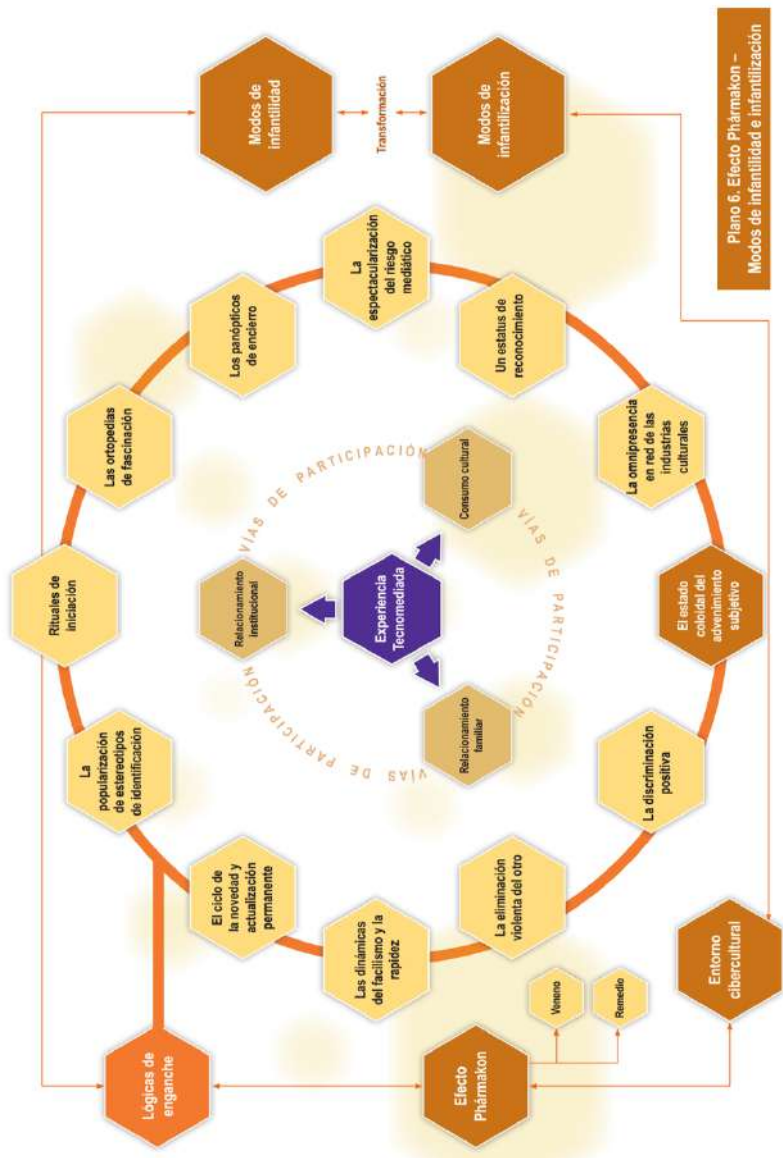 Modos de
infantilidad
Transformación
Modos de
infantilización
Rituales de
iniciación
Las ortopedias
de fascinación
Los panópticos
de encierro
La
espectacularización
del riesgo
mediático
Un estatus de
reconocimiento
La omnipresencia
en red de las
industrias
culturales
El estado
coloidal del
advenimiento
subjetivo
La discriminación
positiva
La eliminación
violenta del otro
Las dinámicas
del facilismo y la
rapidez
El ciclo de
la novedad y
actualización
permanente
La
popularización
de estereotipos
de identificación
VÍAS DE PARTICIPACIÓN
VÍAS DE PARTICIPACIÓN
VÍAS DE PARTICIPACIÓN
Relacionamiento
institucional
Consumo cultural
Relacionamiento
familiar
Experiencia
Tecnomediada
Lógicas de
enganche
Efecto
Phármakon
Veneno
Remedio
Entorno
cibercultural
Plano 6. Efecto Phármakon –
Modos de infantilidad e infantilización